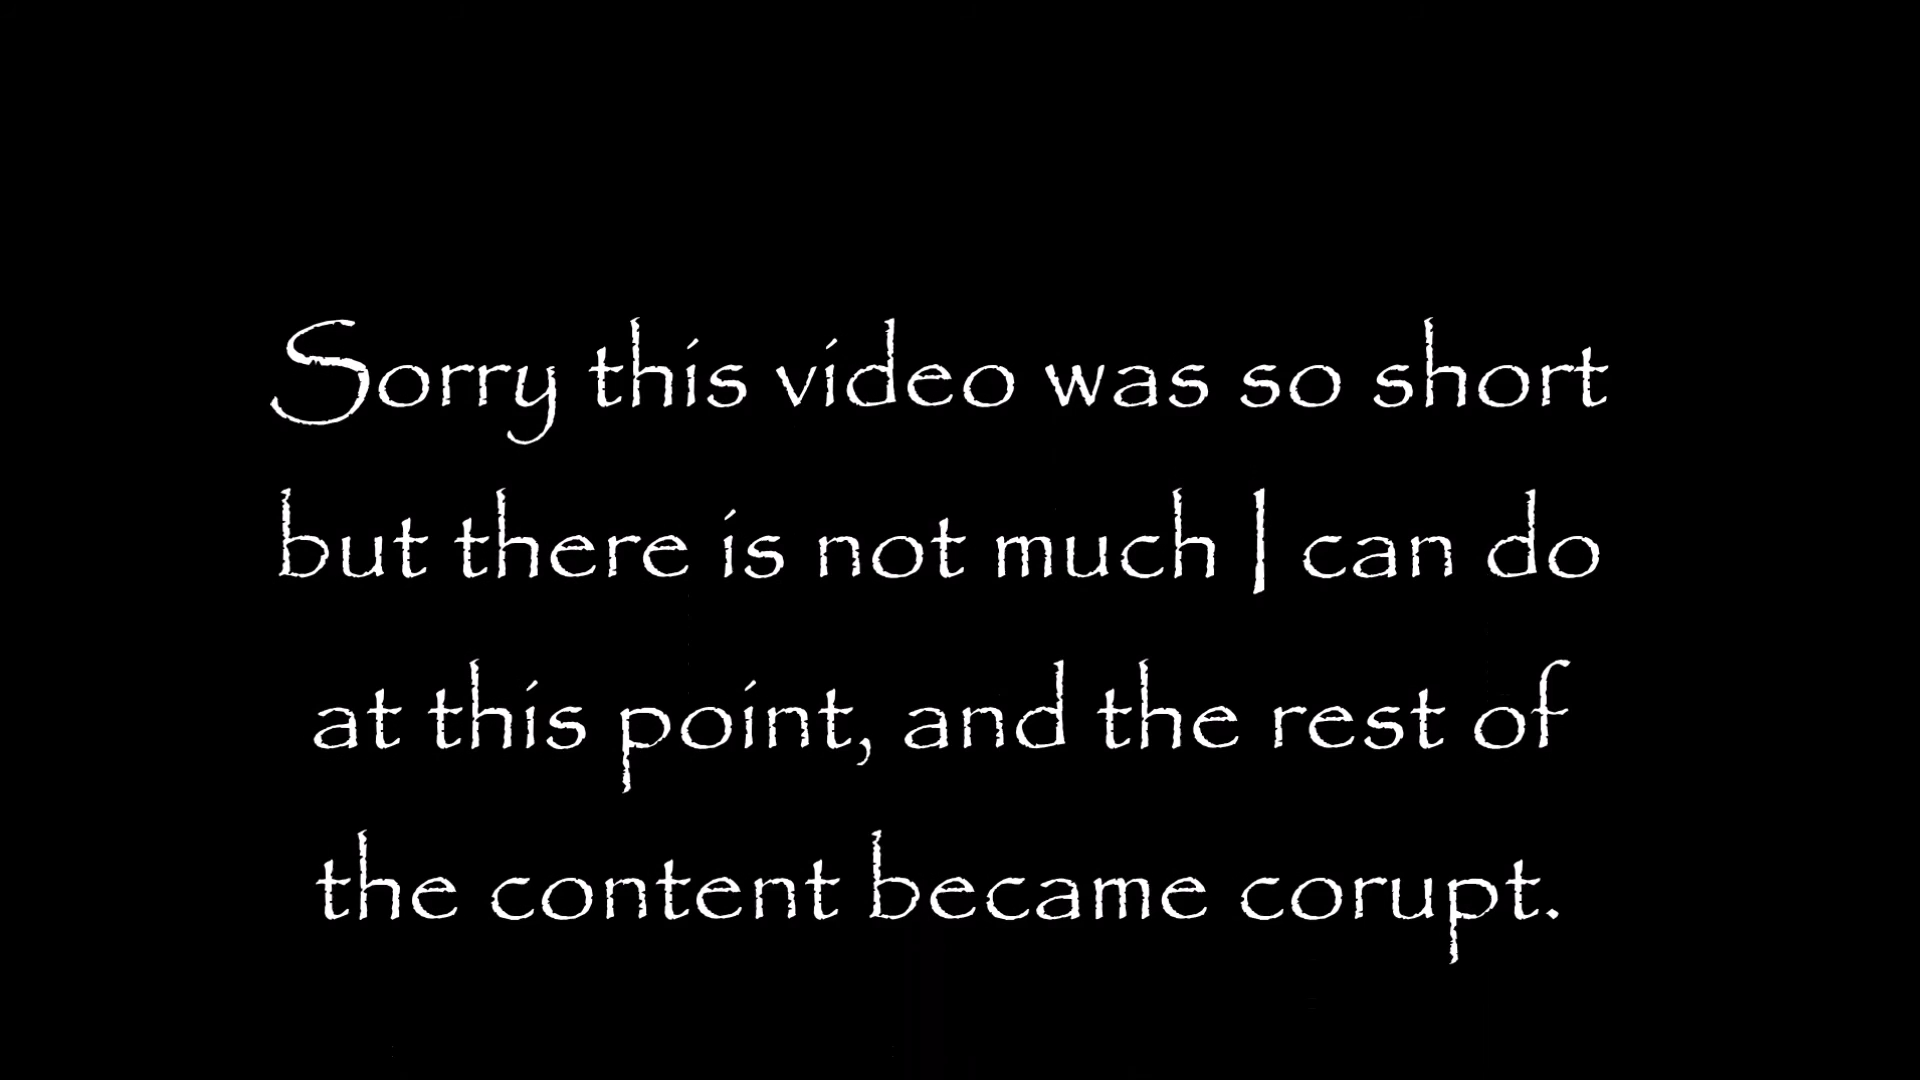 Sorry this video was so short
but there is not much I can do
at this point, and the rest of
the content became corupt.